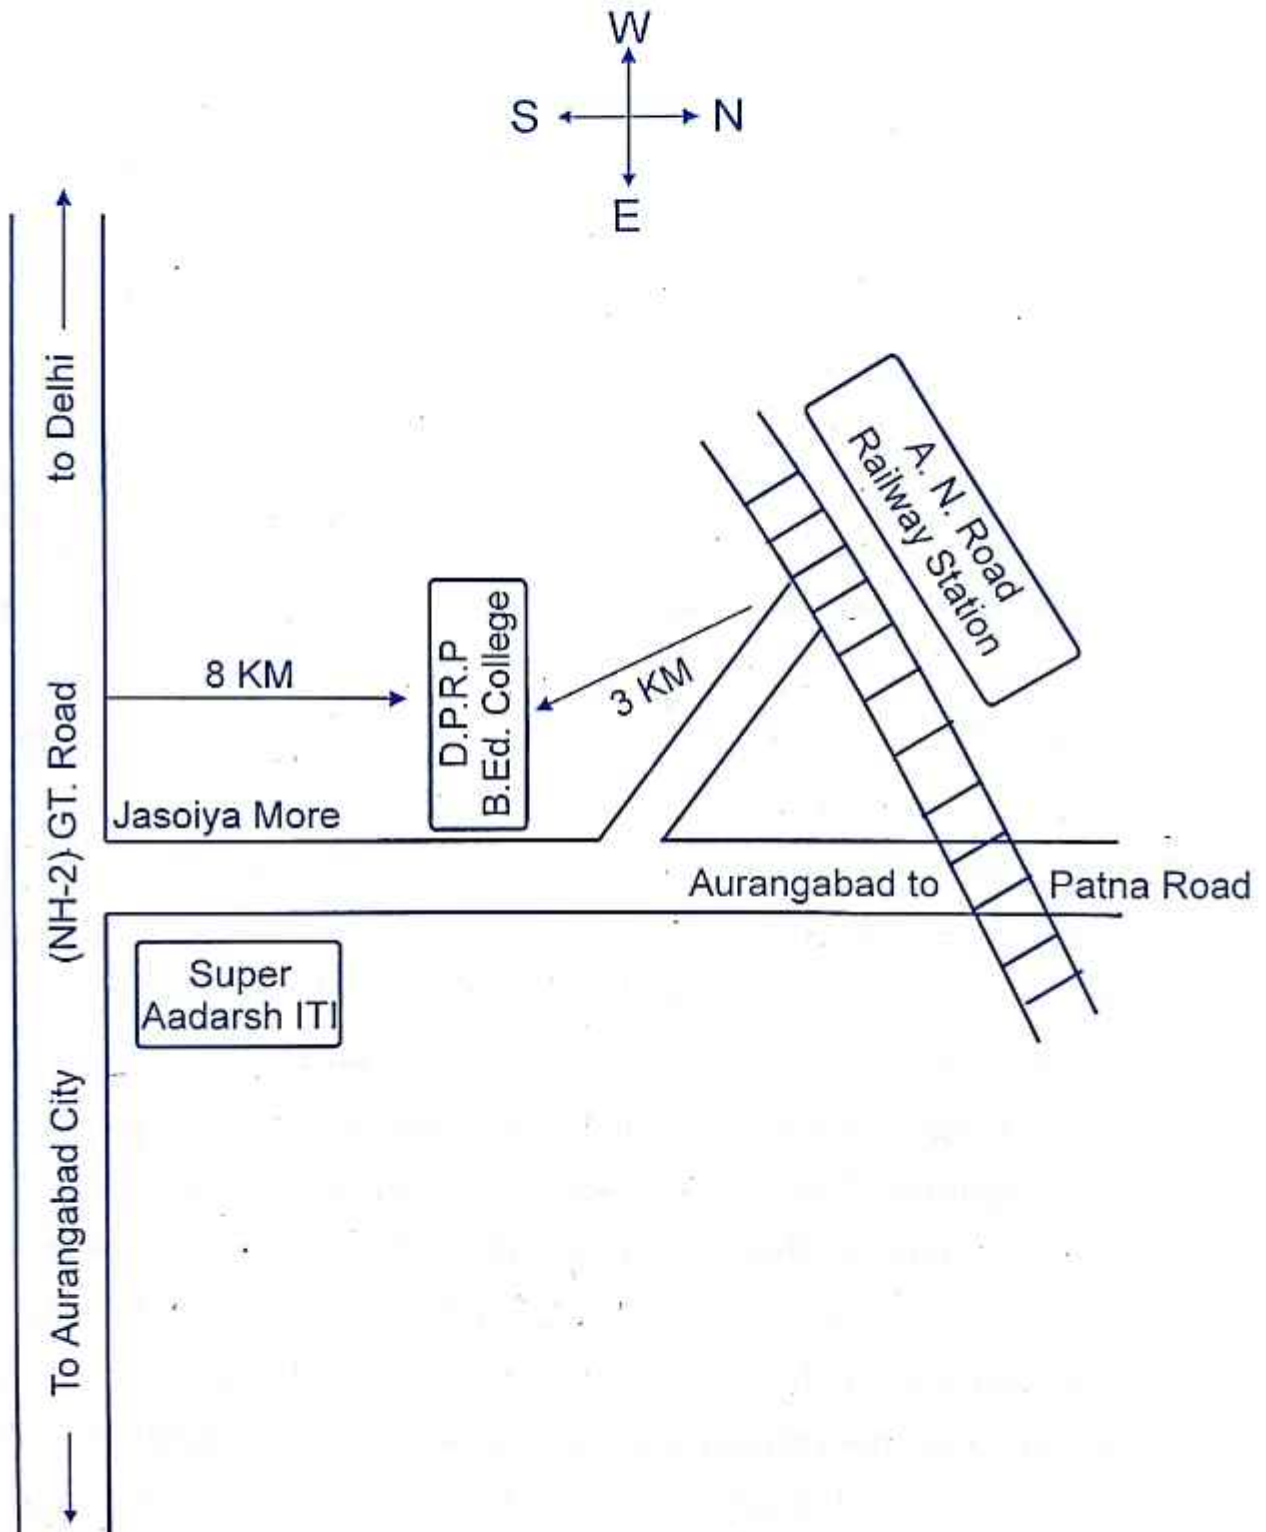 W
S
N
E
to Delhi
A. N. Road
Railway Station
8 KM
D.P.R.P
B.Ed. College
3 KM
(NH-2) GT. Road
Jasoiya More
Aurangabad to
Patna Road
Super
Aadarsh ITI
To Aurangabad City